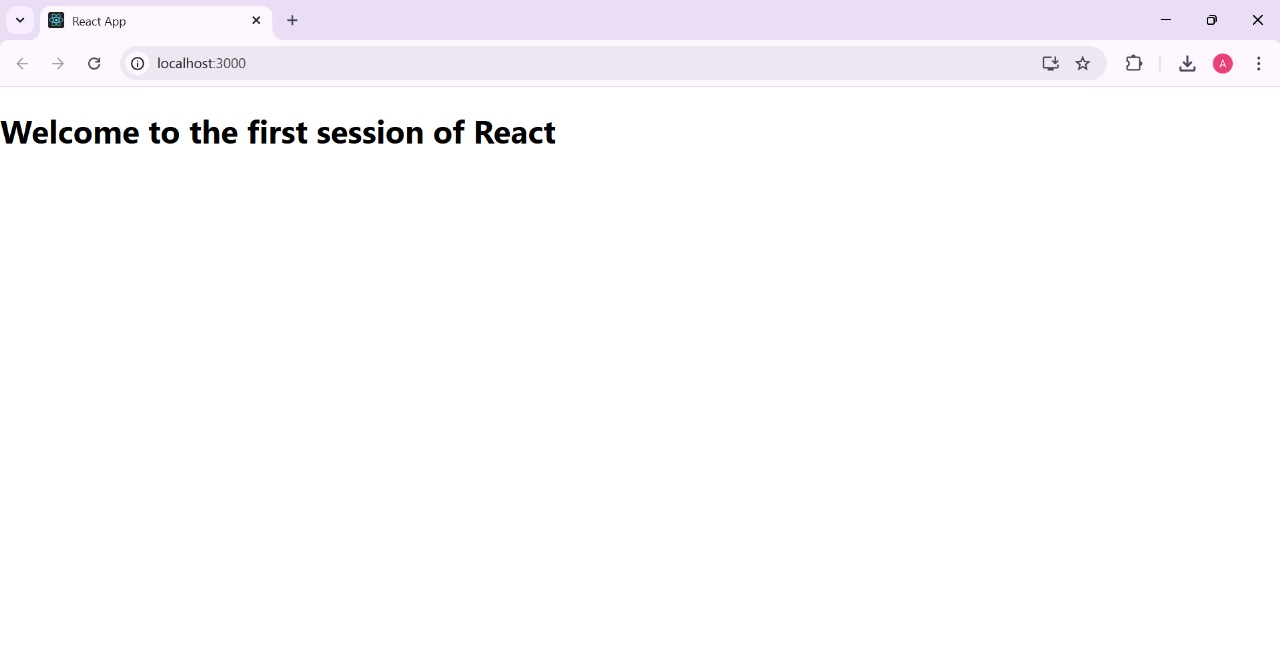 React App
localhost:3000
A
Welcome to the first session of React